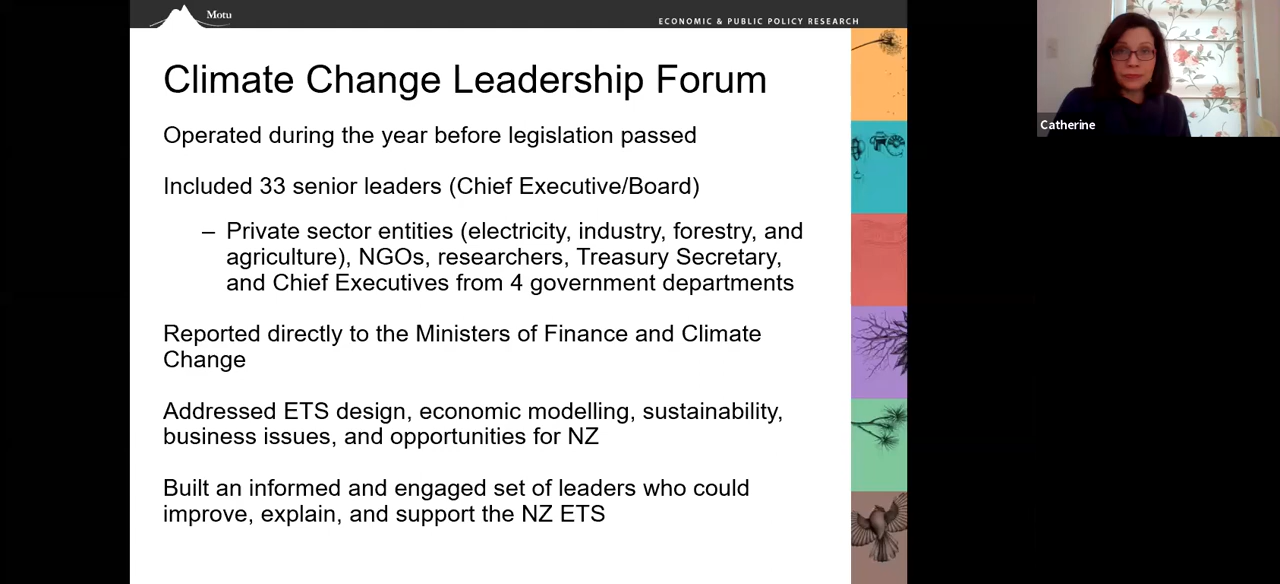 Motu
ECONOMIC & PUBLIC POLICY RESEARCH
Climate Change Leadership Forum
Operated during the year before legislation passed
Included 33 senior leaders (Chief Executive/Board)
– Private sector entities (electricity, industry, forestry, and
agriculture), NGOs, researchers, Treasury Secretary,
and Chief Executives from 4 government departments
Reported directly to the Ministers of Finance and Climate
Change
Addressed ETS design, economic modelling, sustainability,
business issues, and opportunities for NZ
Built an informed and engaged set of leaders who could
improve, explain, and support the NZ ETS
Catherine